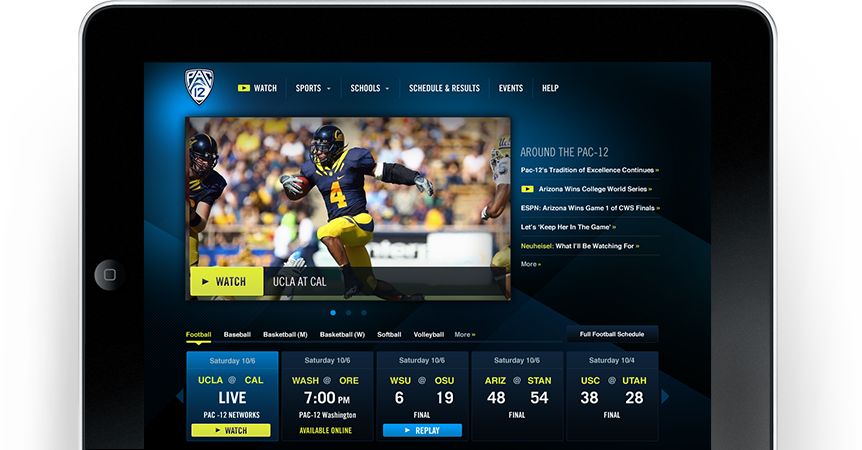 PAC
12
WATCH
SPORTS
SCHOOLS
SCHEDULE & RESULTS
EVENTS
HELP
4
WATCH
UCLA AT CAL
AROUND THE PAC-12
Pac-12's Tradition of Excellence Continues »
Arizona Wins College World Series »
ESPN: Arizona Wins Game 1 of CWS Finals »
Let's 'Keep Her In The Game' »
Neuheisel: What I'll Be Watching For »
More »
Football Baseball Basketball (M) Basketball (W) Softball Volleyball More »
Full Football Schedule
Saturday 10/6
UCLA @ CAL
LIVE
PAC -12 NETWORKS
WATCH
Saturday 10/6
WASH @ ORE
7:00 PM
PAC-12 Washington
AVAILABLE ONLINE
Saturday 10/6
WSU @ OSU
6 19
FINAL
REPLAY
Saturday 10/6
ARIZ @ STAN
48 54
FINAL
Saturday 10/4
USC @ UTAH
38 28
FINAL